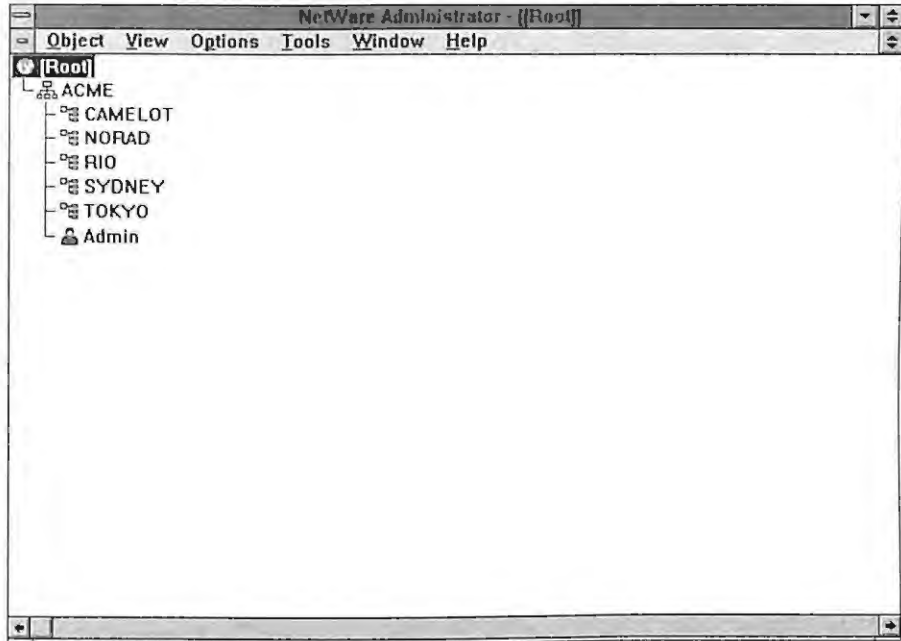 NetWare Administrator - [[Root]]
Object View Options Tools Window Help
[Root]
ACME
CAMELOT
NORAD
RIO
SYDNEY
TOKYO
Admin